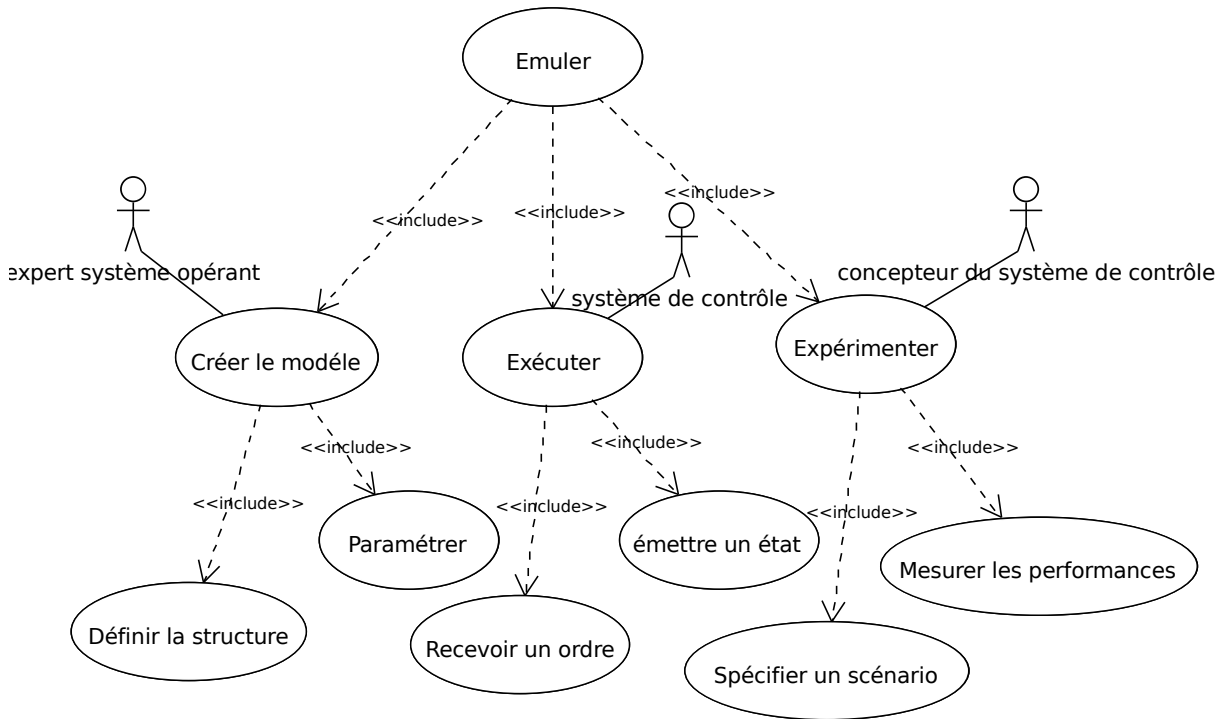 Emuler
<<include>>
<<include>>
<<include>>
expert système opérant
concepteur du système de contrôle
système de contrôle
Créer le modéle
Exécuter
Expérimenter
<<include>>
<<include>>
<<include>>
<<include>>
<<include>>
<<include>>
Paramétrer
émettre un état
Mesurer les performances
Définir la structure
Recevoir un ordre
Spécifier un scénario